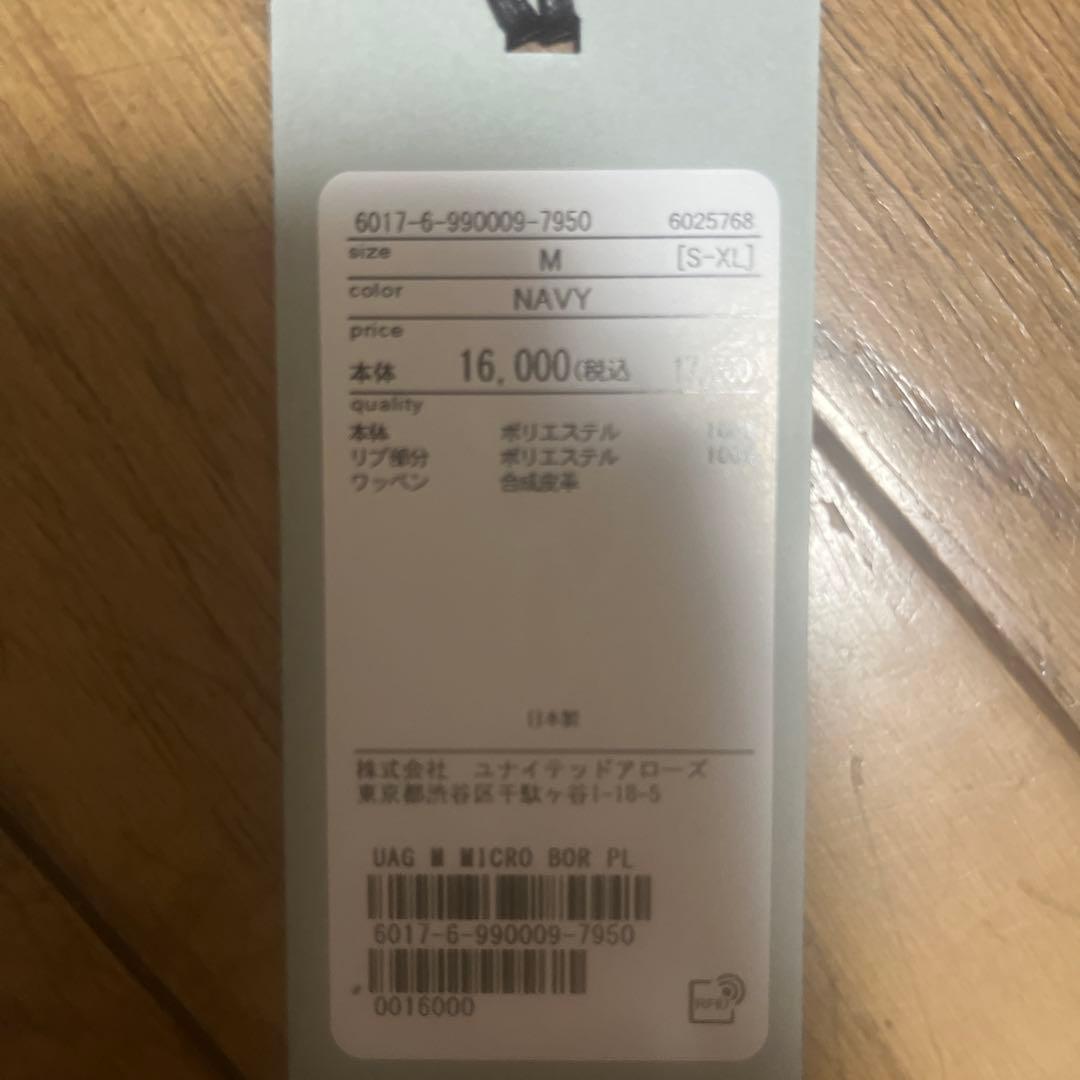 6017-6-990009-7950 6025768
size M [S-XL]
color NAVY
price
本体 16,000(税込
quality
本体 ポリエステル
リブ部分 ポリエステル 100%
ワッペン 合成皮革
日本製
株式会社 ユナイテッドアローズ
東京都渋谷区千駄ヶ谷1-18-5
UAG M MICRO BOR PL
6017-6-990009-7950
0016000
RFID